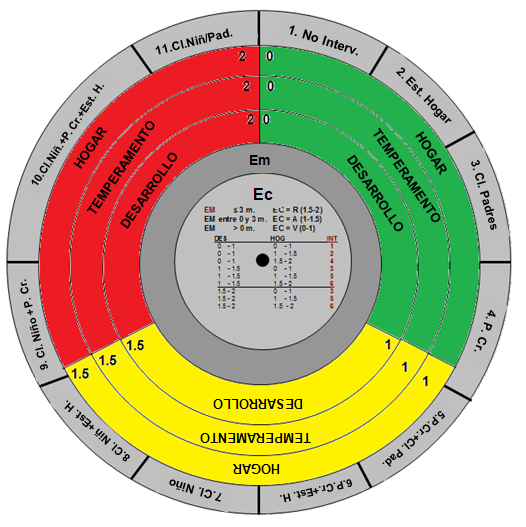 1. No Interv.
2. Est. Hogar
3. Cl. Padres
4. P. Cr.
5.P.Cr.+Cl. Pad.
6.P.Cr.+Est. H.
7.Cl. Niño
8.Cl. Niñ+Est. H.
9. Cl. Niño +P. Cr.
10.Cl.Niñ.+P. Cr.+Est. H.
11.Cl.Niñ/Pad.
2 0
2 0
2 0
HOGAR
TEMPERAMENTO
DESARROLLO
HOGAR
TEMPERAMENTO
DESARROLLO
1.5 1.5 1.5
1 1 1
DESARROLLO
TEMPERAMENTO
HOGAR
Em
Ec
EM ≤ 3 m. EC = R (1.5-2)
EM entre 0 y 3 m. EC = A (1-1.5)
EM > 0 m. EC = V (0-1)
DES HOG INT
0 -1 0 -1 1
0 -1 1 -1.5 2
0 -1 1.5 - 2
1 -1.5 0 -1 3
1 -1.5 1 -1.5
1 -1.5 1.5 - 2 6
1.5 - 2 0 -1 3
1.5 - 2 1 -1.5 5
1.5 - 2 1.5 - 2 6